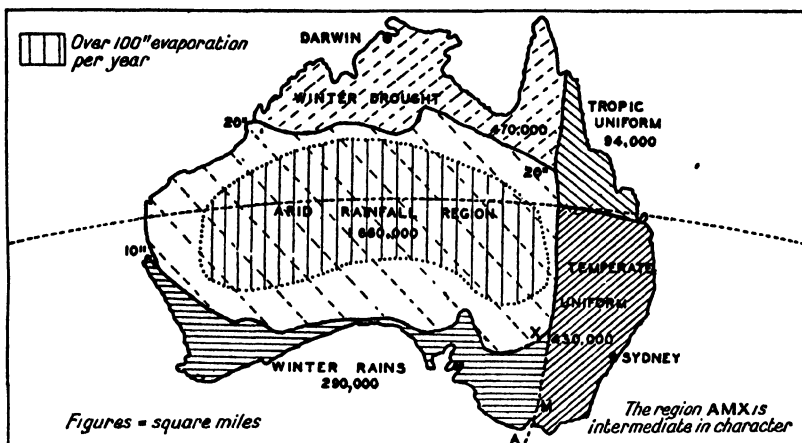 Over 100" evaporation
per year
DARWIN
WINTER DROUGHT
470,000
TROPIC
UNIFORM
94,000
20"
20"
ARID RAINFALL REGION
1 660,000
10"
TEMPERATE
UNIFORM
X
430,000
SYDNEY
WINTER RAINS
290,000
M
A
Figures = square miles
The region AMX is
intermediate in character